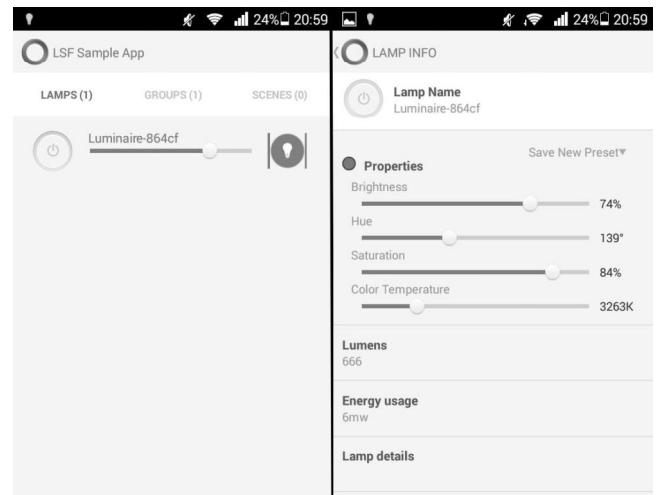 24% 20:59
LSF Sample App
LAMPS (1) GROUPS (1) SCENES (0)
Luminaire-864cf
24% 20:59
LAMP INFO
Lamp Name
Luminaire-864cf
Save New Preset
Properties
Brightness
74%
Hue
139°
Saturation
84%
Color Temperature
3263K
Lumens
666
Energy usage
6mw
Lamp details